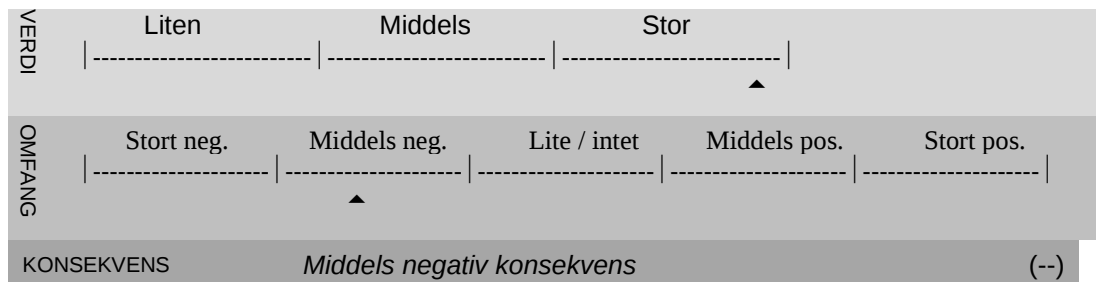 VERDI
Liten Middels Stor
|--------------------------|--------------------------|--------------------------|
OMFANG
Stort neg. Middels neg. Lite / intet Middels pos. Stort pos.
|---------------------|---------------------|---------------------|---------------------|---------------------|
KONSEKVENS Middels negativ konsekvens (--)